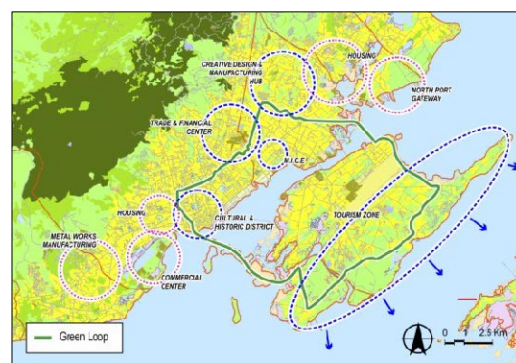 CREATIVE DESIGN &
MANUFACTURING
HUB
HOUSING
NORTH PORT
GATEWAY
TRADE & FINANCIAL
CENTER
N.I.C.E
HOUSING
CULTURAL &
HISTORIC DISTRICT
TOURISM ZONE
METAL WORKS
MANUFACTURING
COMMERCIAL
CENTER
Green Loop
0 1 2.5 Km